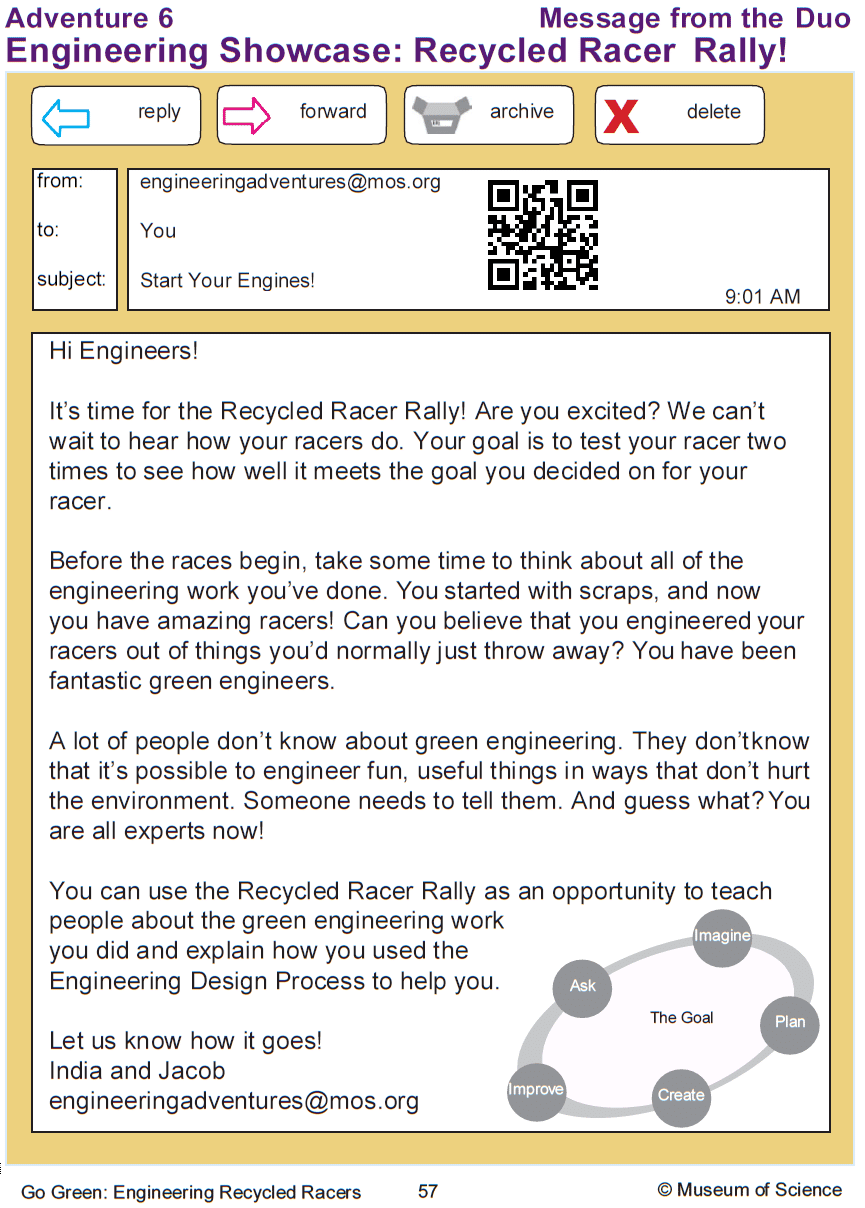 Adventure 6 Message from the Duo
Engineering Showcase: Recycled Racer Rally!
reply forward archive delete
from: engineeringadventures@mos.org
to: You
subject: Start Your Engines!
9:01 AM
Hi Engineers!
It's time for the Recycled Racer Rally! Are you excited? We can't
wait to hear how your racers do. Your goal is to test your racer two
times to see how well it meets the goal you decided on for your
racer.
Before the races begin, take some time to think about all of the
engineering work you've done. You started with scraps, and now
you have amazing racers! Can you believe that you engineered your
racers out of things you'd normally just throw away? You have been
fantastic green engineers.
A lot of people don't know about green engineering. They don't know
that it's possible to engineer fun, useful things in ways that don't hurt
the environment. Someone needs to tell them. And guess what? You
are all experts now!
You can use the Recycled Racer Rally as an opportunity to teach
people about the green engineering work
you did and explain how you used the
Engineering Design Process to help you.
Let us know how it goes!
India and Jacob
engineeringadventures@mos.org
Imagine
Ask
The Goal
Plan
Improve
Create
Go Green: Engineering Recycled Racers 57 © Museum of Science